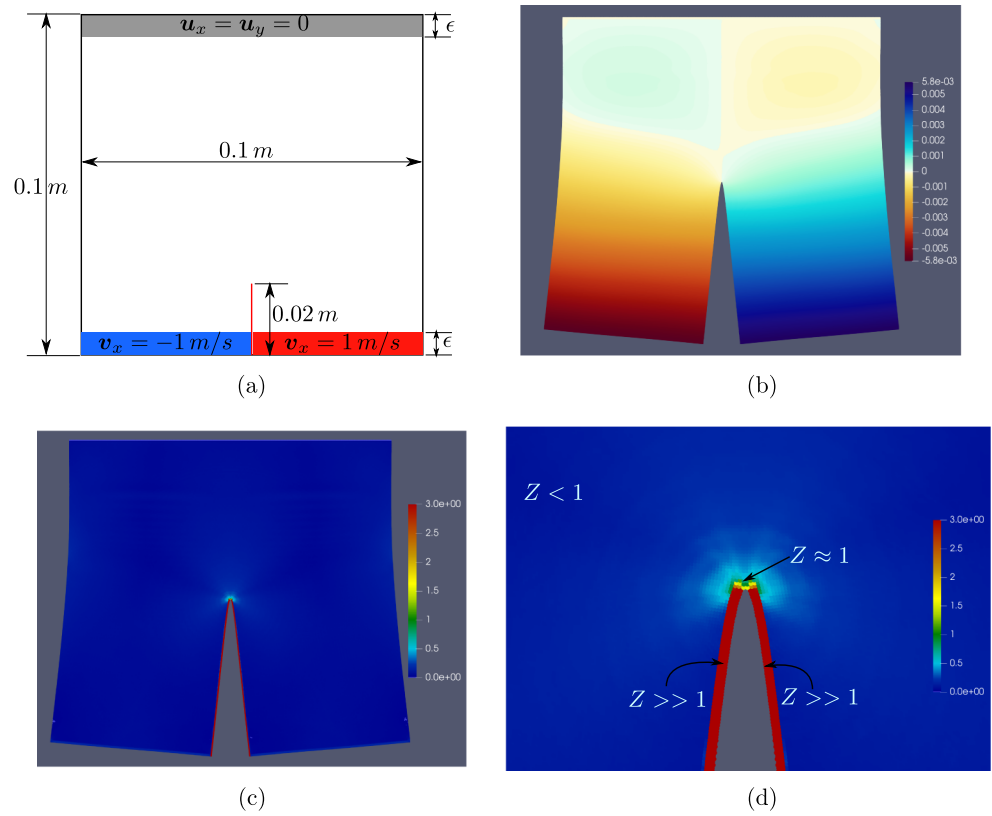 u_x = u_y = 0
ϵ
0.1 m
0.1 m
0.02 m
v_x = −1 m/s
v_x = 1 m/s
ϵ
(a)
5.8e-03
0.005
0.004
0.003
0.002
0.001
0
-0.001
-0.002
-0.003
-0.004
-0.005
-5.8e-03
(b)
3.0e+00
2.5
2
1.5
1
0.5
0.0e+00
(c)
Z < 1
Z ≈ 1
Z >> 1
Z >> 1
3.0e+00
2.5
2
1.5
1
0.5
0.0e+00
(d)